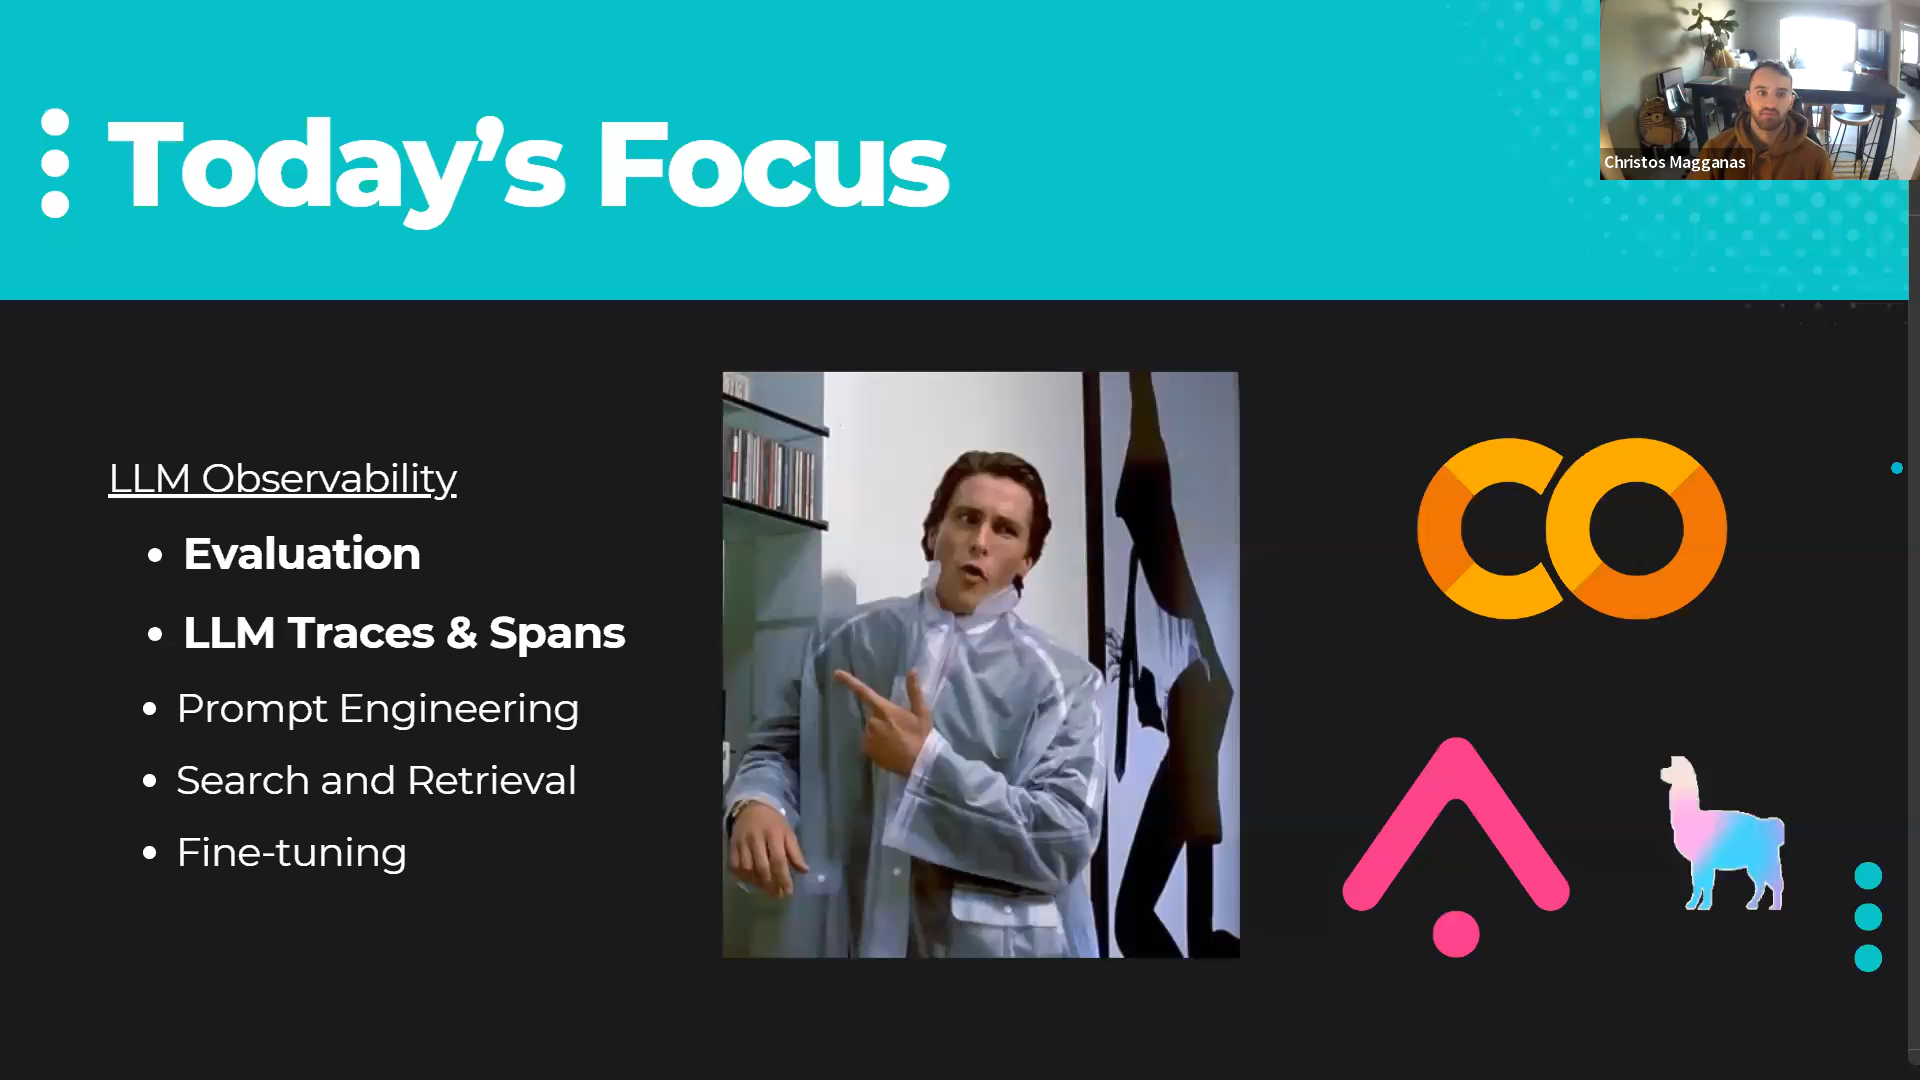 Today’s Focus
Christos Magganas
LLM Observability
Evaluation
LLM Traces & Spans
Prompt Engineering
Search and Retrieval
Fine-tuning